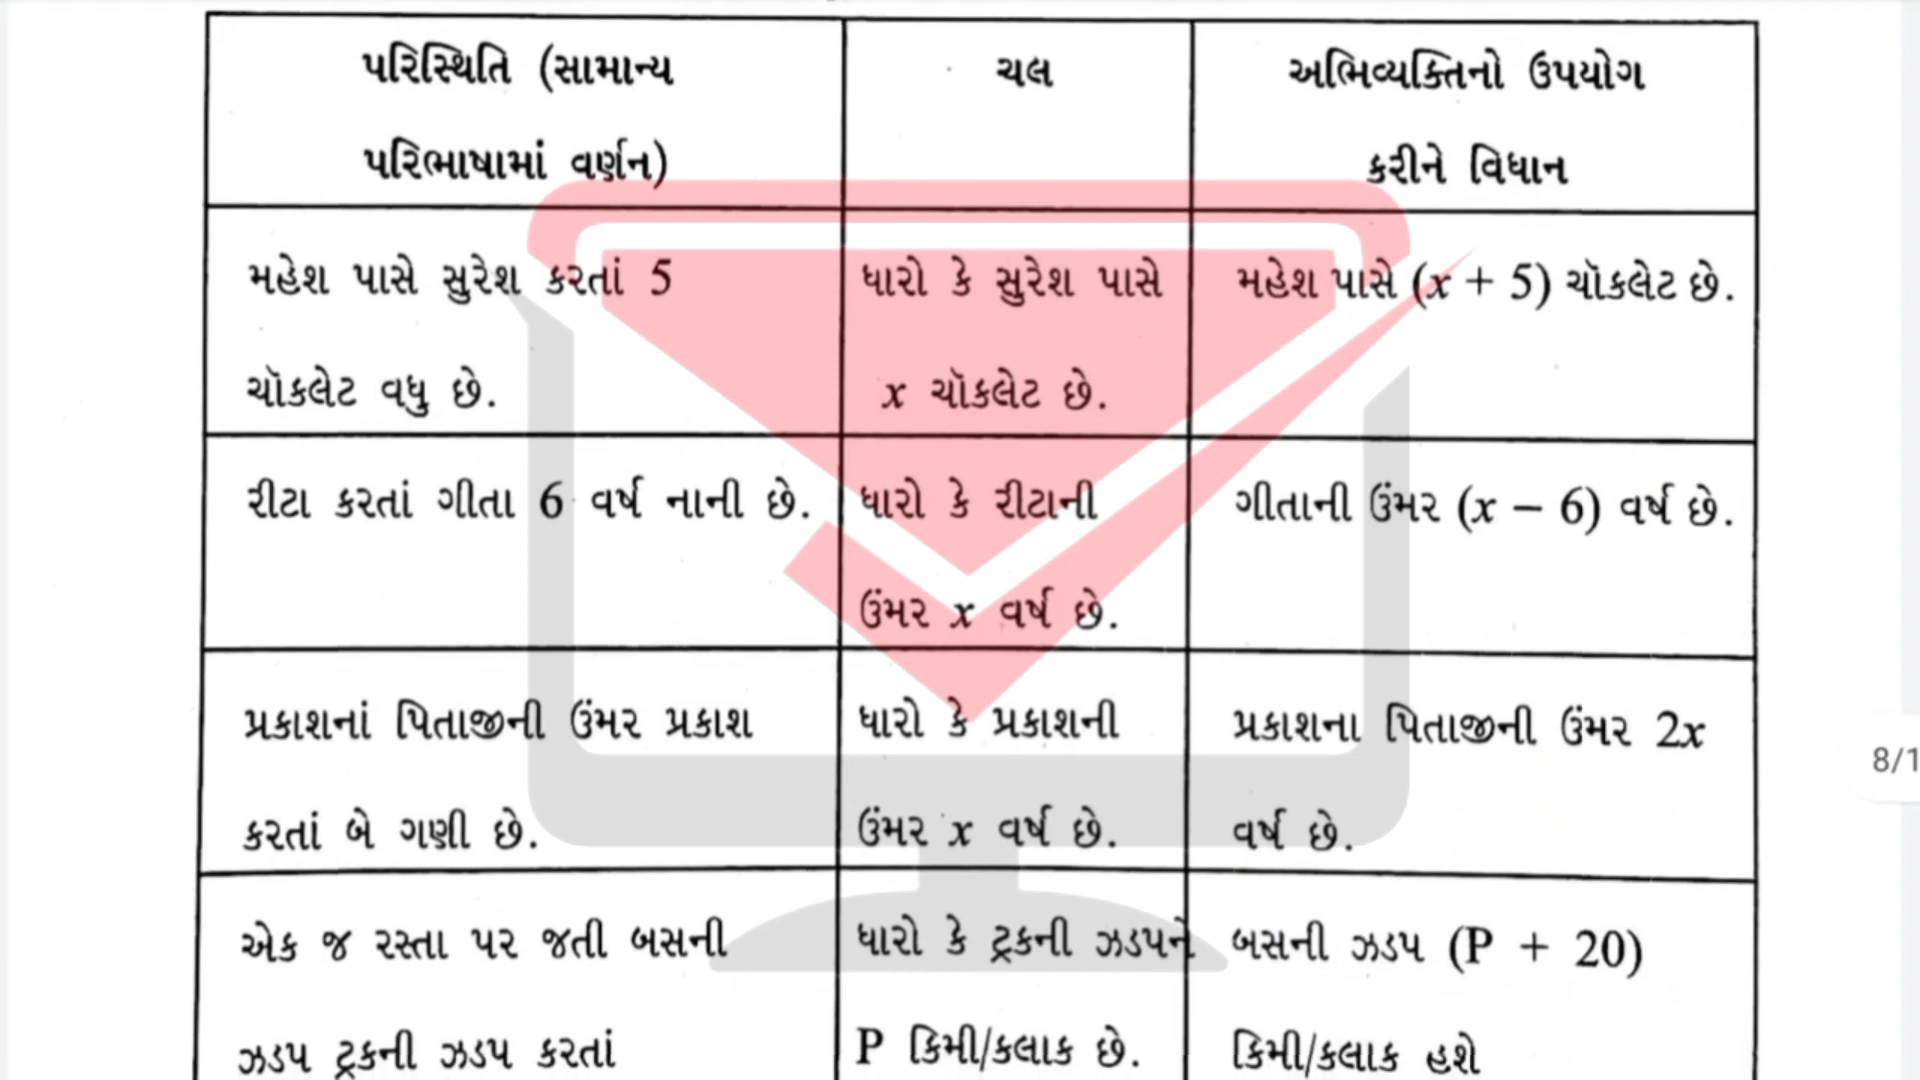 પરિસ્થિતિ (સામાન્ય
પરિભાષામાં વર્ણન)
ચલ
અભિવ્યક્તિનો ઉપયોગ
કરીને વિધાન
મહેશ પાસે સુરેશ કરતાં 5
ચૉકલેટ વધુ છે.
ધારો કે સુરેશ પાસે
x ચૉકલેટ છે.
મહેશ પાસે (x + 5) ચૉકલેટ છે.
રીટા કરતાં ગીતા 6 વર્ષ નાની છે.
ધારો કે રીટાની
ઉંમર x વર્ષ છે.
ગીતાની ઉંમર (x − 6) વર્ષ છે.
પ્રકાશનાં પિતાજીની ઉંમર પ્રકાશ
કરતાં બે ગણી છે.
ધારો કે પ્રકાશની
ઉંમર x વર્ષ છે.
પ્રકાશના પિતાજીની ઉંમર 2x
વર્ષ છે.
એક જ રસ્તા પર જતી બસની
ઝડપ ટ્રકની ઝડપ કરતાં
ધારો કે ટ્રકની ઝડપને
P કિમી/કલાક છે.
બસની ઝડપ (P + 20)
કિમી/કલાક હશે
8/1